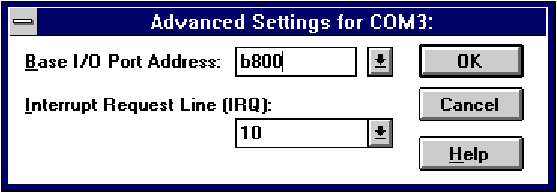 Advanced Settings for COM3:
Base I/O Port Address: b800 OK
Interrupt Request Line (IRQ): Cancel
10
Help